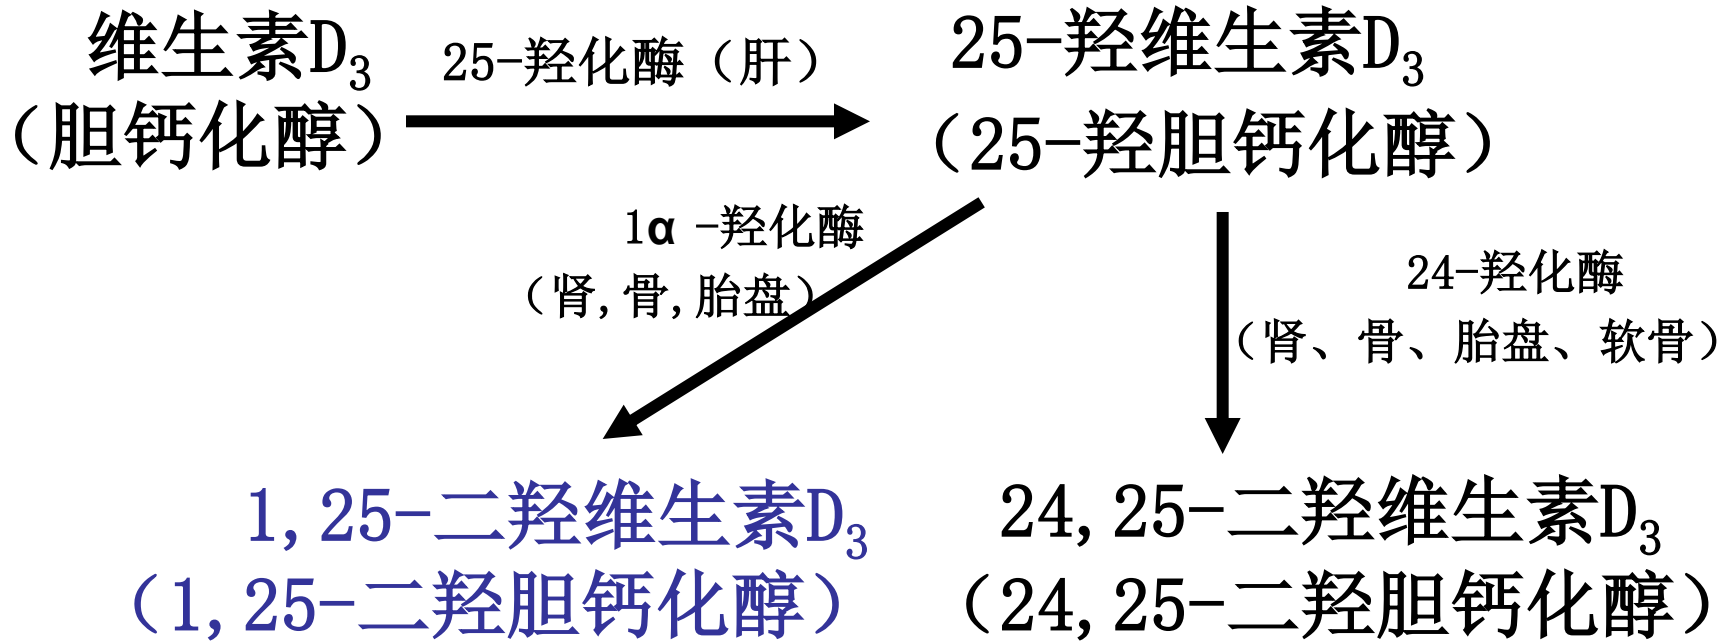 维生素D3
（胆钙化醇）
25-羟化酶（肝）
25-羟维生素D3
（25-羟胆钙化醇）
1α -羟化酶
（肾,骨,胎盘）
24-羟化酶
（肾、骨、胎盘、软骨）
1,25-二羟维生素D3
（1,25-二羟胆钙化醇）
24,25-二羟维生素D3
（24,25-二羟胆钙化醇）